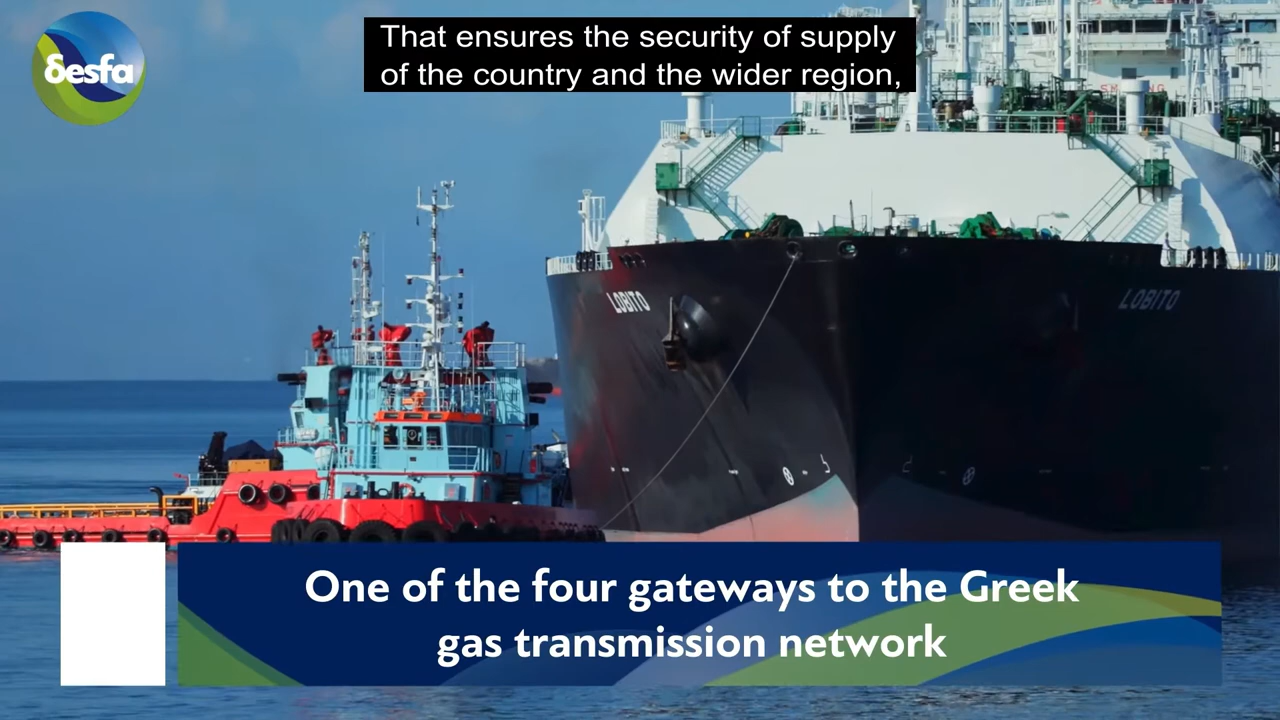 δesfa
That ensures the security of supply
of the country and the wider region,
LOBITO
LOBITO
One of the four gateways to the Greek
gas transmission network